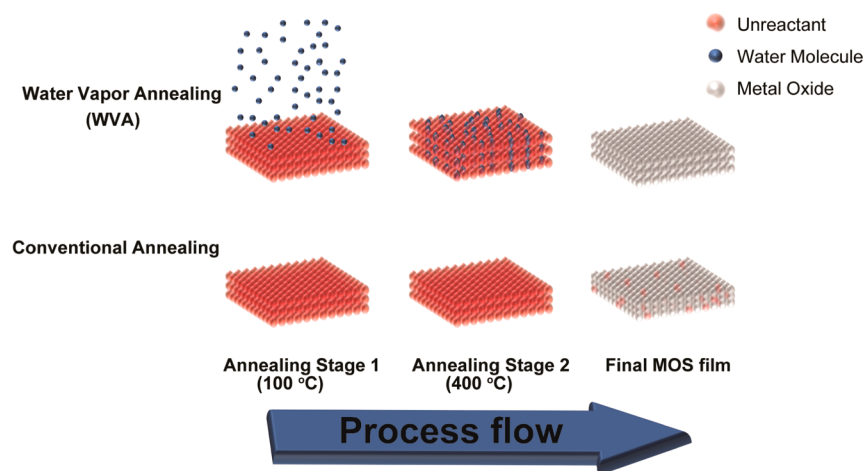 Unreactant
Water Molecule
Metal Oxide
Water Vapor Annealing
(WVA)
Conventional Annealing
Annealing Stage 1
(100 °C)
Annealing Stage 2
(400 °C)
Final MOS film
Process flow